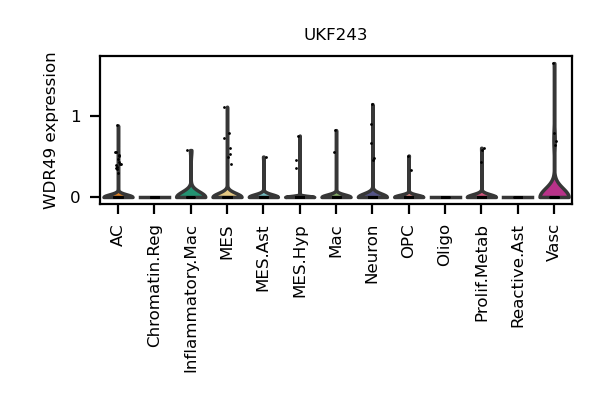 UKF243
WDR49 expression
1
0
AC
Chromatin.Reg
Inflammatory.Mac
MES
MES.Ast
MES.Hyp
Mac
Neuron
OPC
Oligo
Prolif.Metab
Reactive.Ast
Vasc